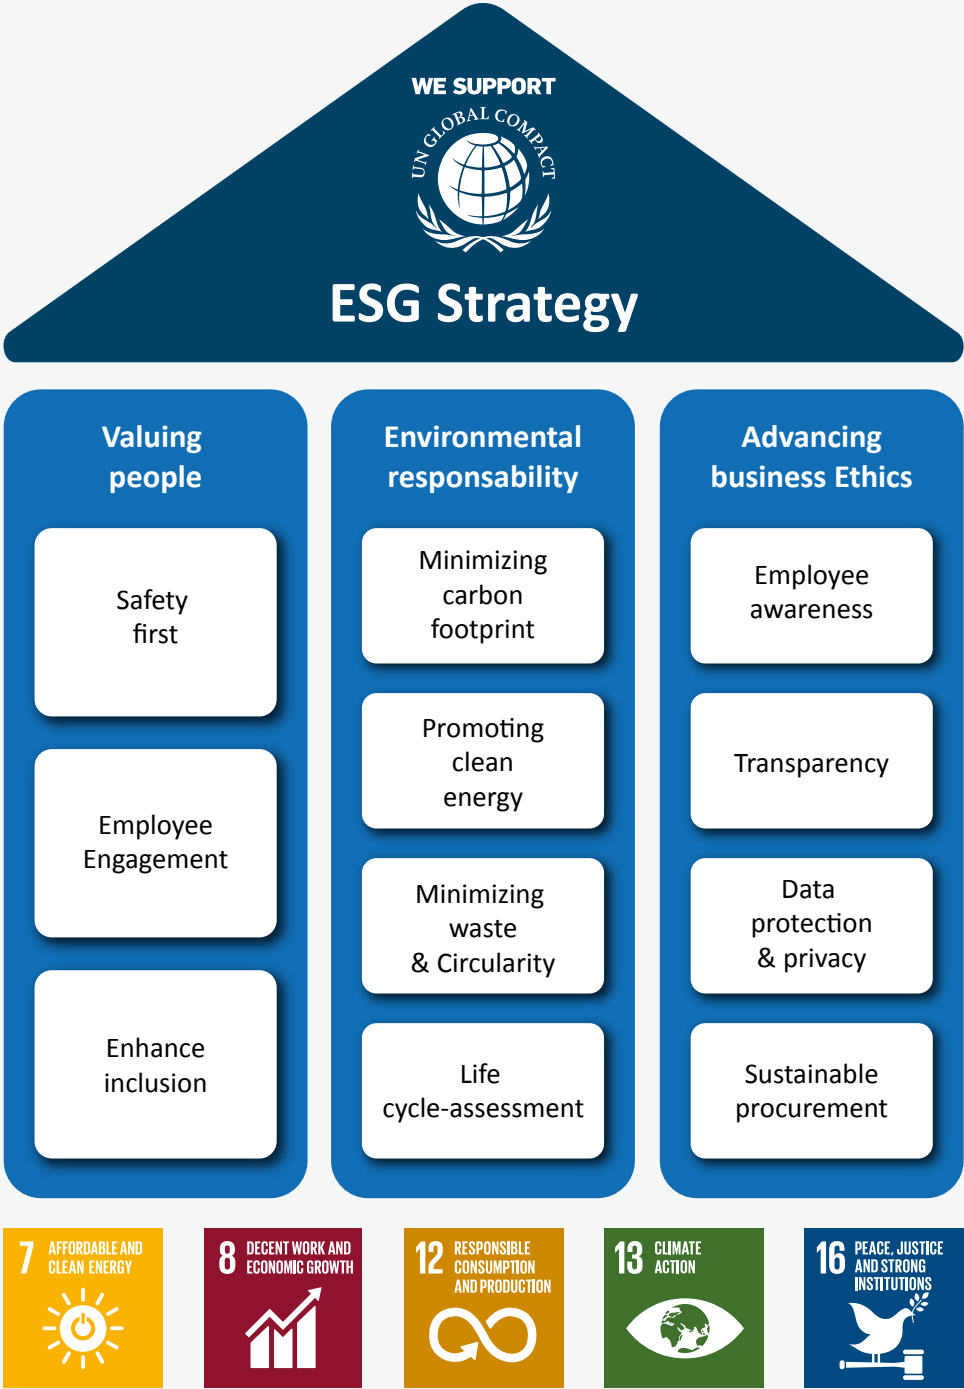 WE SUPPORT
UN GLOBAL COMPACT
ESG Strategy
Valuing
people
Safety
first
Employee
Engagement
Enhance
inclusion
Environmental
responsability
Minimizing
carbon
footprint
Promoting
clean
energy
Minimizing
waste
& Circularity
Life
cycle-assessment
Advancing
business Ethics
Employee
awareness
Transparency
Data
protection
& privacy
Sustainable
procurement
7 AFFORDABLE AND
CLEAN ENERGY
8 DECENT WORK AND
ECONOMIC GROWTH
12 RESPONSIBLE
CONSUMPTION
AND PRODUCTION
13 CLIMATE
ACTION
16 PEACE, JUSTICE
AND STRONG
INSTITUTIONS